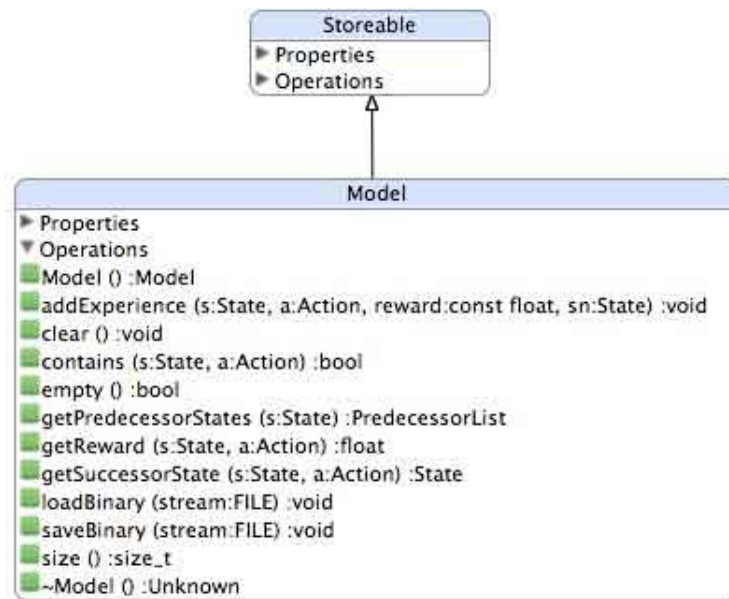 Storeable
Properties
Operations
Model
Properties
Operations
Model () :Model
addExperience (s:State, a:Action, reward:const float, sn:State) :void
clear () :void
contains (s:State, a:Action) :bool
empty () :bool
getPredecessorStates (s:State) :PredecessorList
getReward (s:State, a:Action) :float
getSuccessorState (s:State, a:Action) :State
loadBinary (stream:FILE) :void
saveBinary (stream:FILE) :void
size () :size_t
~Model () :Unknown